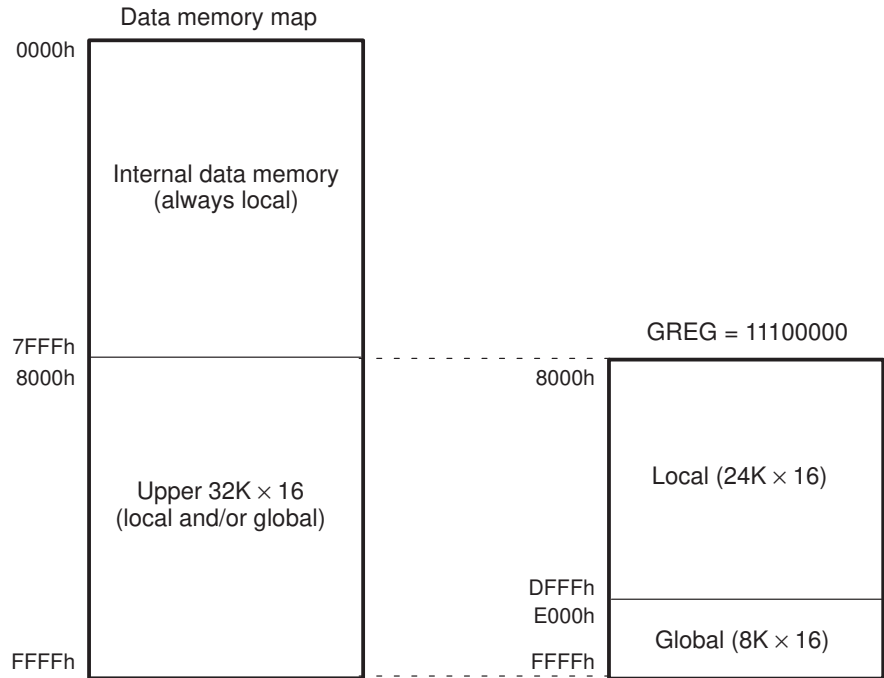 Data memory map
0000h
Internal data memory
(always local)
7FFFh
8000h
Upper 32K × 16
(local and/or global)
FFFFh
GREG = 11100000
8000h
Local (24K × 16)
DFFFh
E000h
Global (8K × 16)
FFFFh